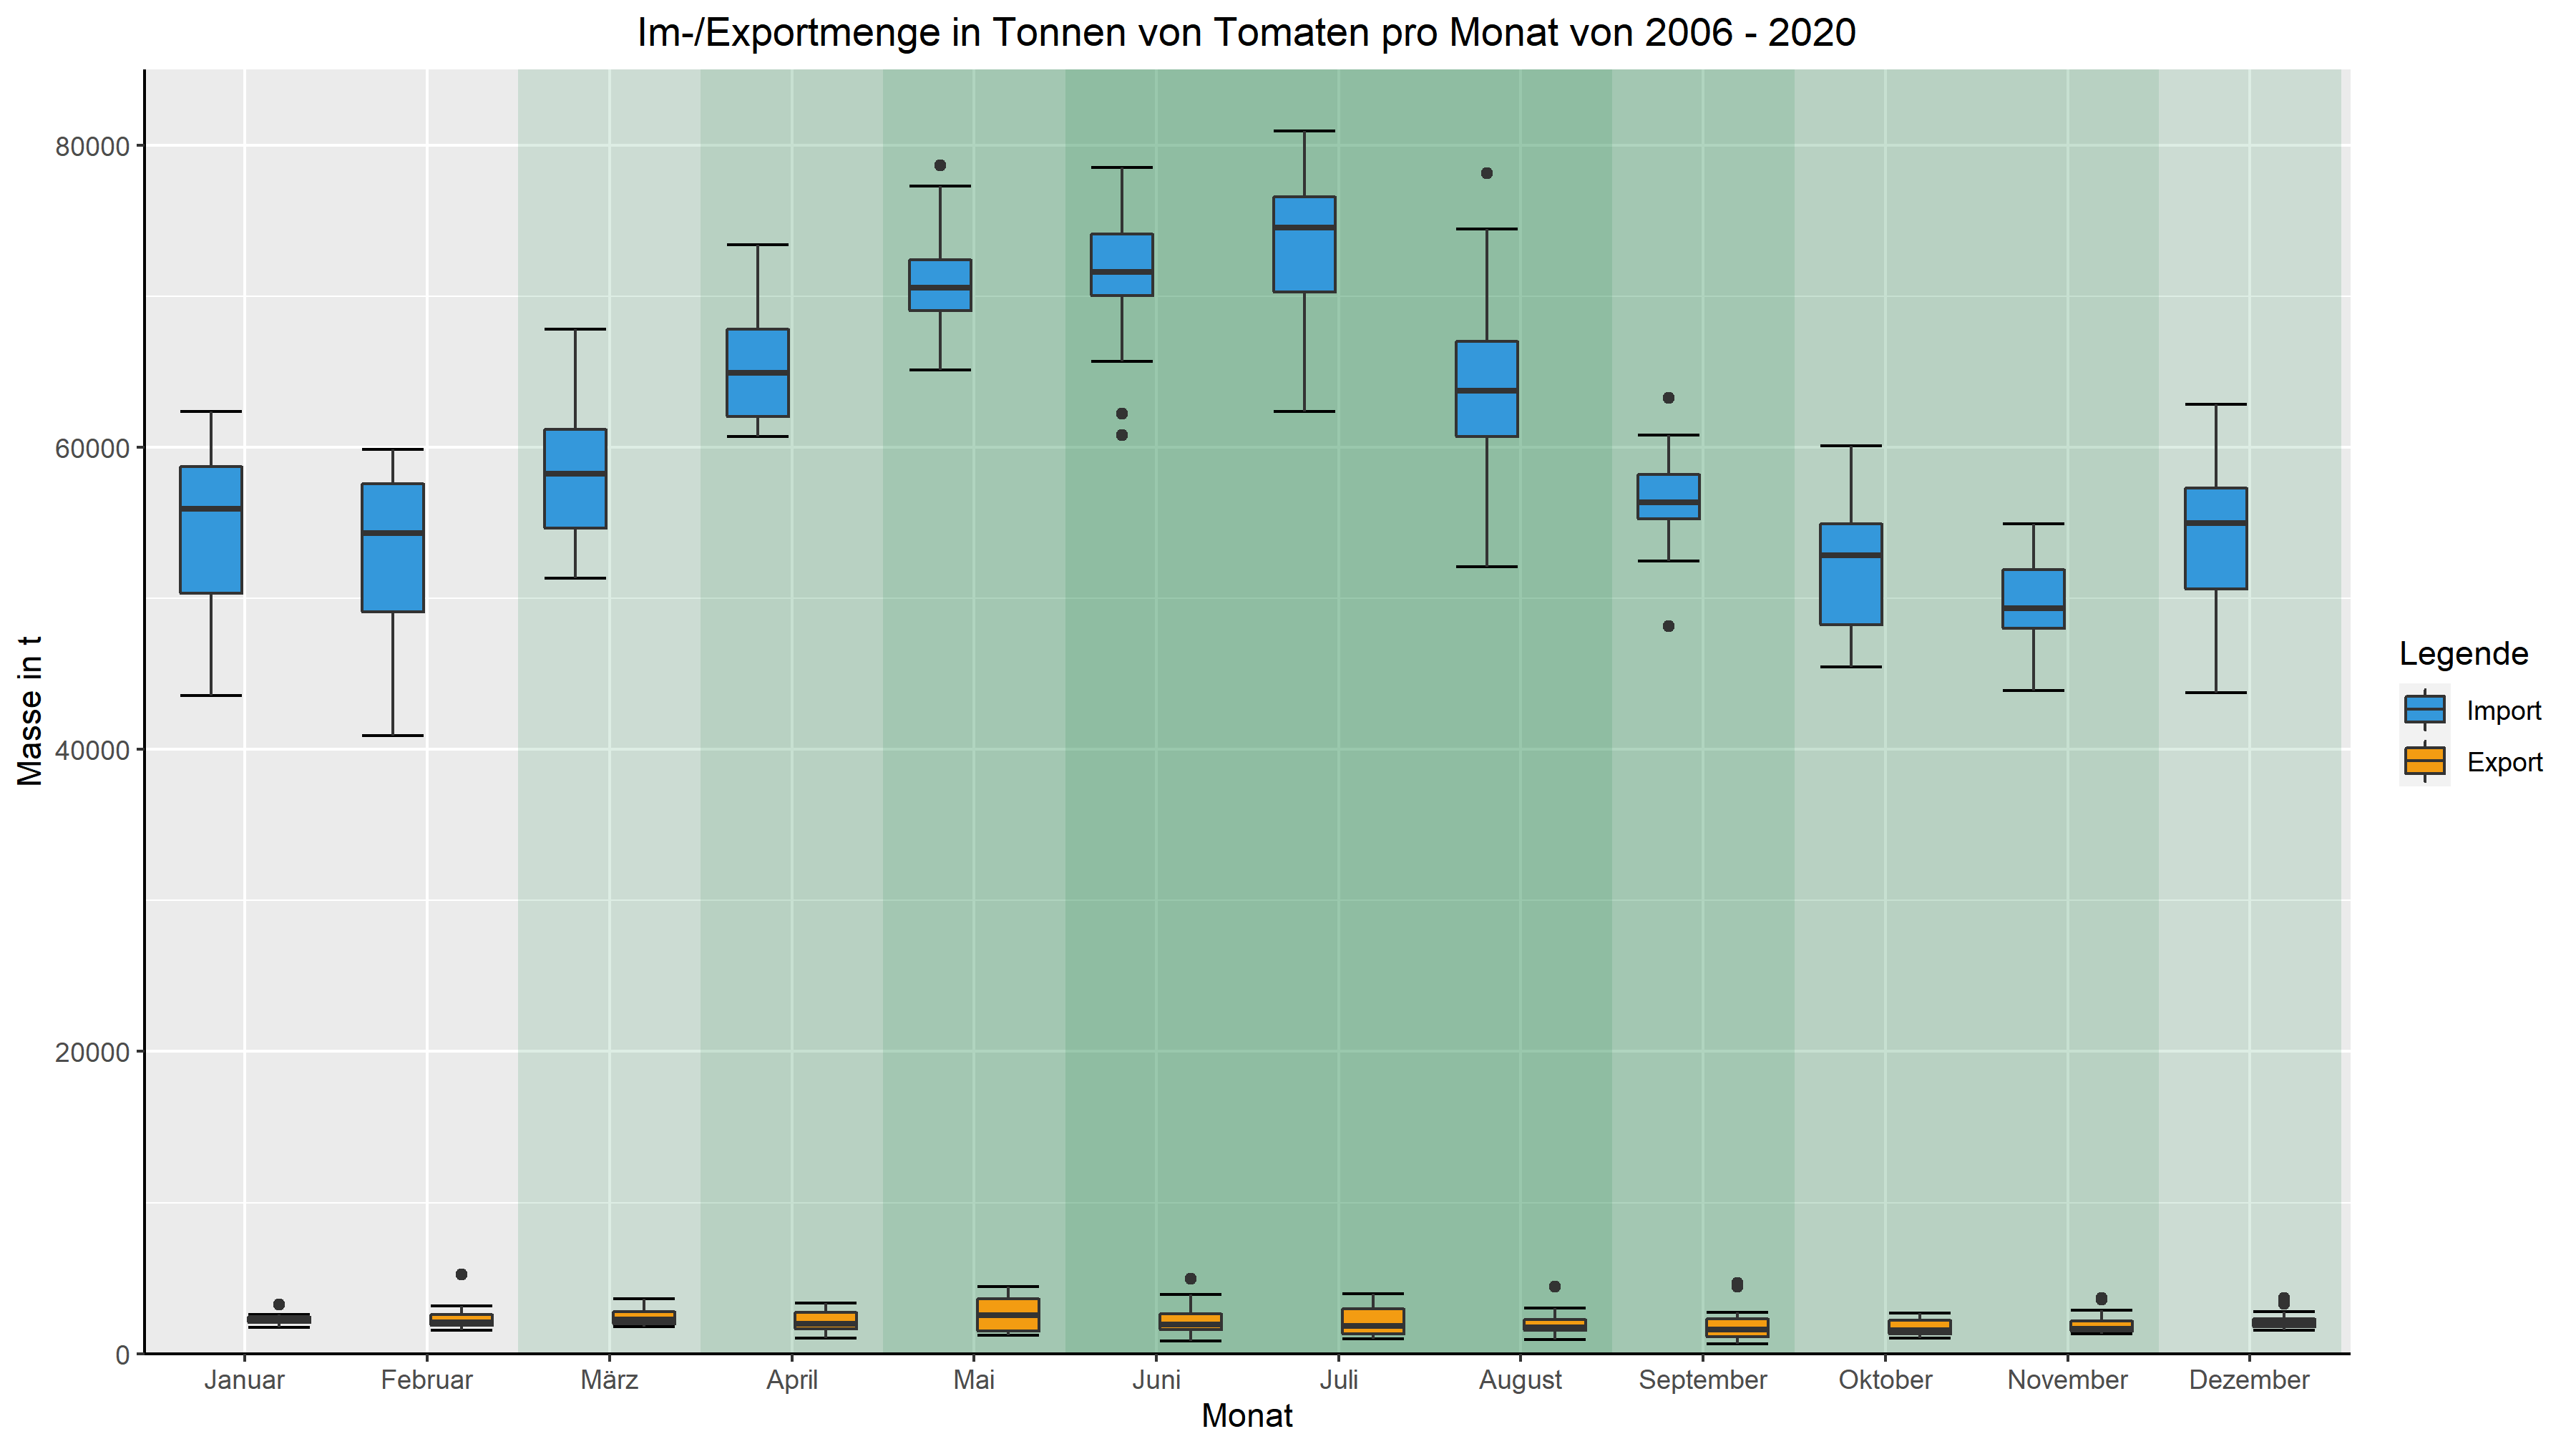 Im-/Exportmenge in Tonnen von Tomaten pro Monat von 2006 - 2020
80000
60000
40000
20000
0
Masse in t
Januar Februar März April Mai Juni Juli August September Oktober November Dezember
Monat
Legende
Import
Export